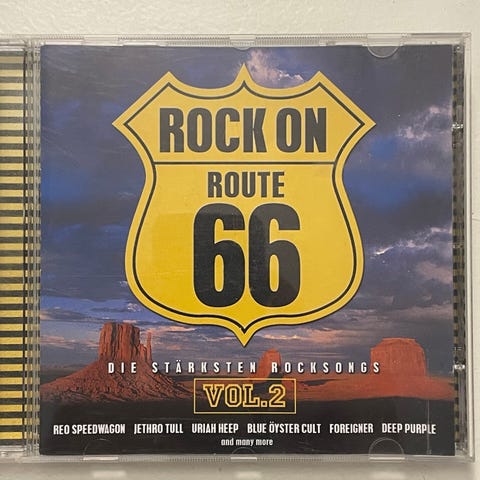 ROCK ON
ROUTE
66
DIE STÄRKSTEN ROCKSONGS
VOL.2
REO SPEEDWAGON JETHRO TULL URIAH HEEP BLUE ÖYSTER CULT FOREIGNER DEEP PURPLE
and many more